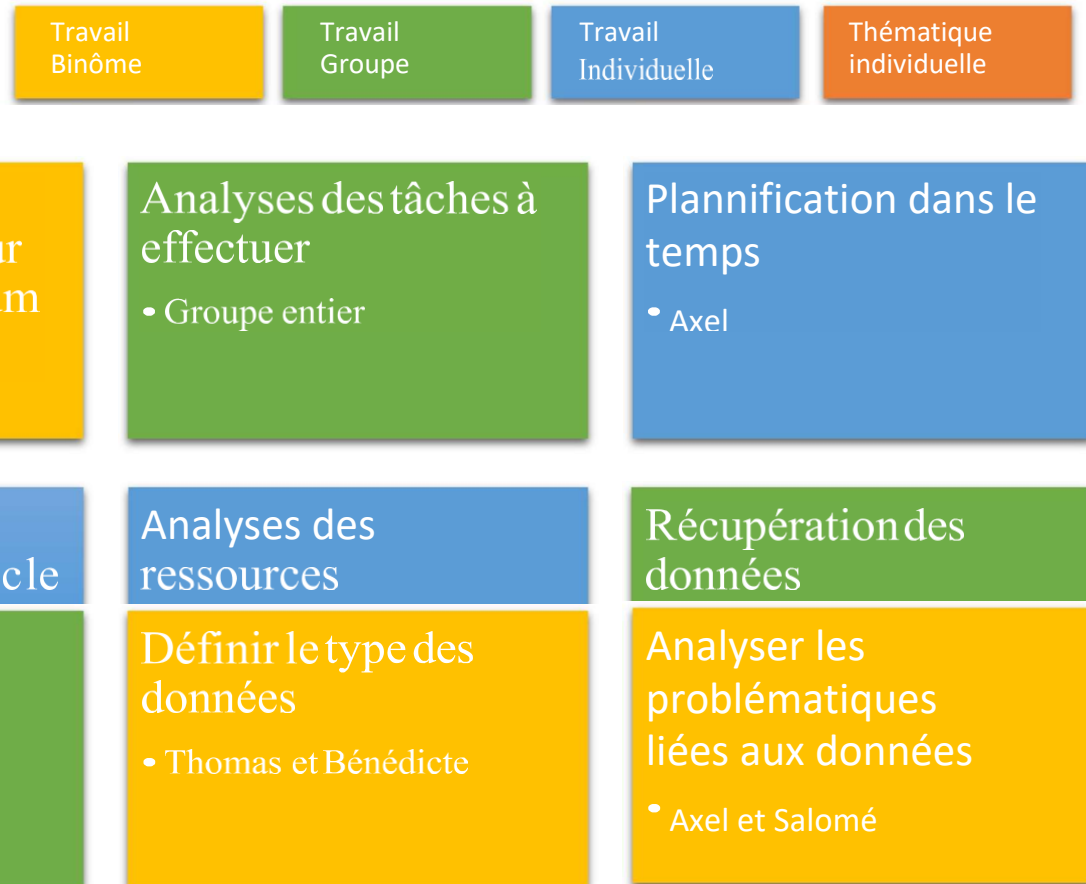 Travail
Binôme
Travail
Groupe
Travail
Individuelle
Thématique
individuelle
Analyses des tâches à
effectuer
• Groupe entier
Plannification dans le
temps
• Axel
Analyses des
ressources
Récupération des
données
Définir le type des
données
• Thomas et Bénédicte
Analyser les
problématiques
liées aux données
• Axel et Salomé